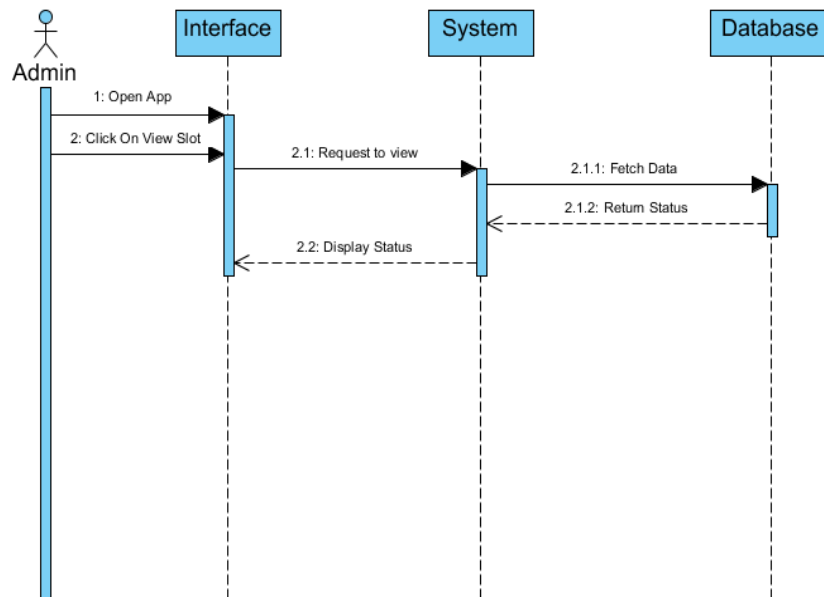 Interface
System
Database
Admin
1: Open App
2: Click On View Slot
2.1: Request to view
2.1.1: Fetch Data
2.1.2: Return Status
2.2: Display Status